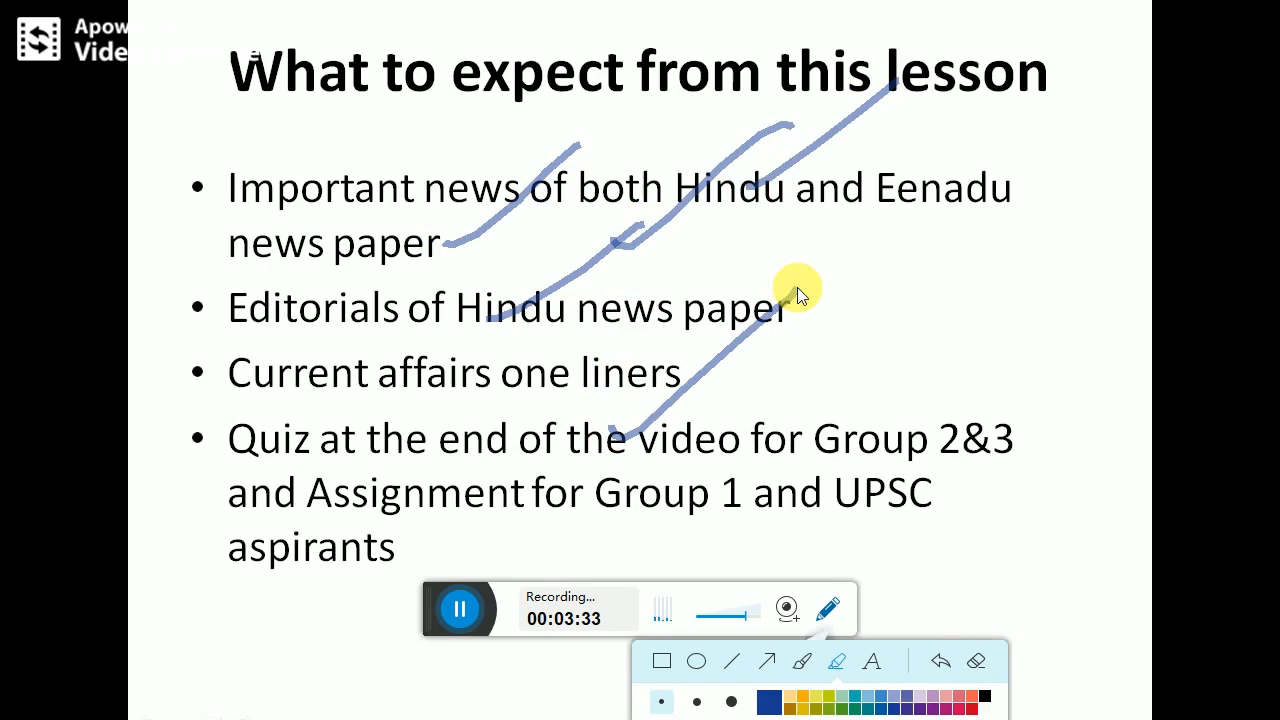 Apow
Vide
What to expect from this lesson
• Important news of both Hindu and Eenadu
news paper
• Editorials of Hindu news paper
• Current affairs one liners
• Quiz at the end of the video for Group 2&3
and Assignment for Group 1 and UPSC
aspirants
Recording...
00:03:33
A